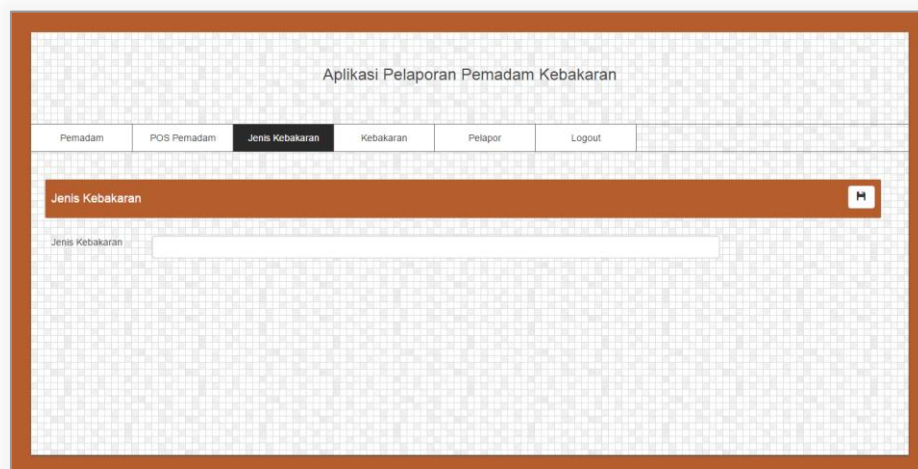 Aplikasi Pelaporan Pemadam Kebakaran
Pemadam POS Pemadam Jenis Kebakaran Kebakaran Pelapor Logout
Jenis Kebakaran
Jenis Kebakaran